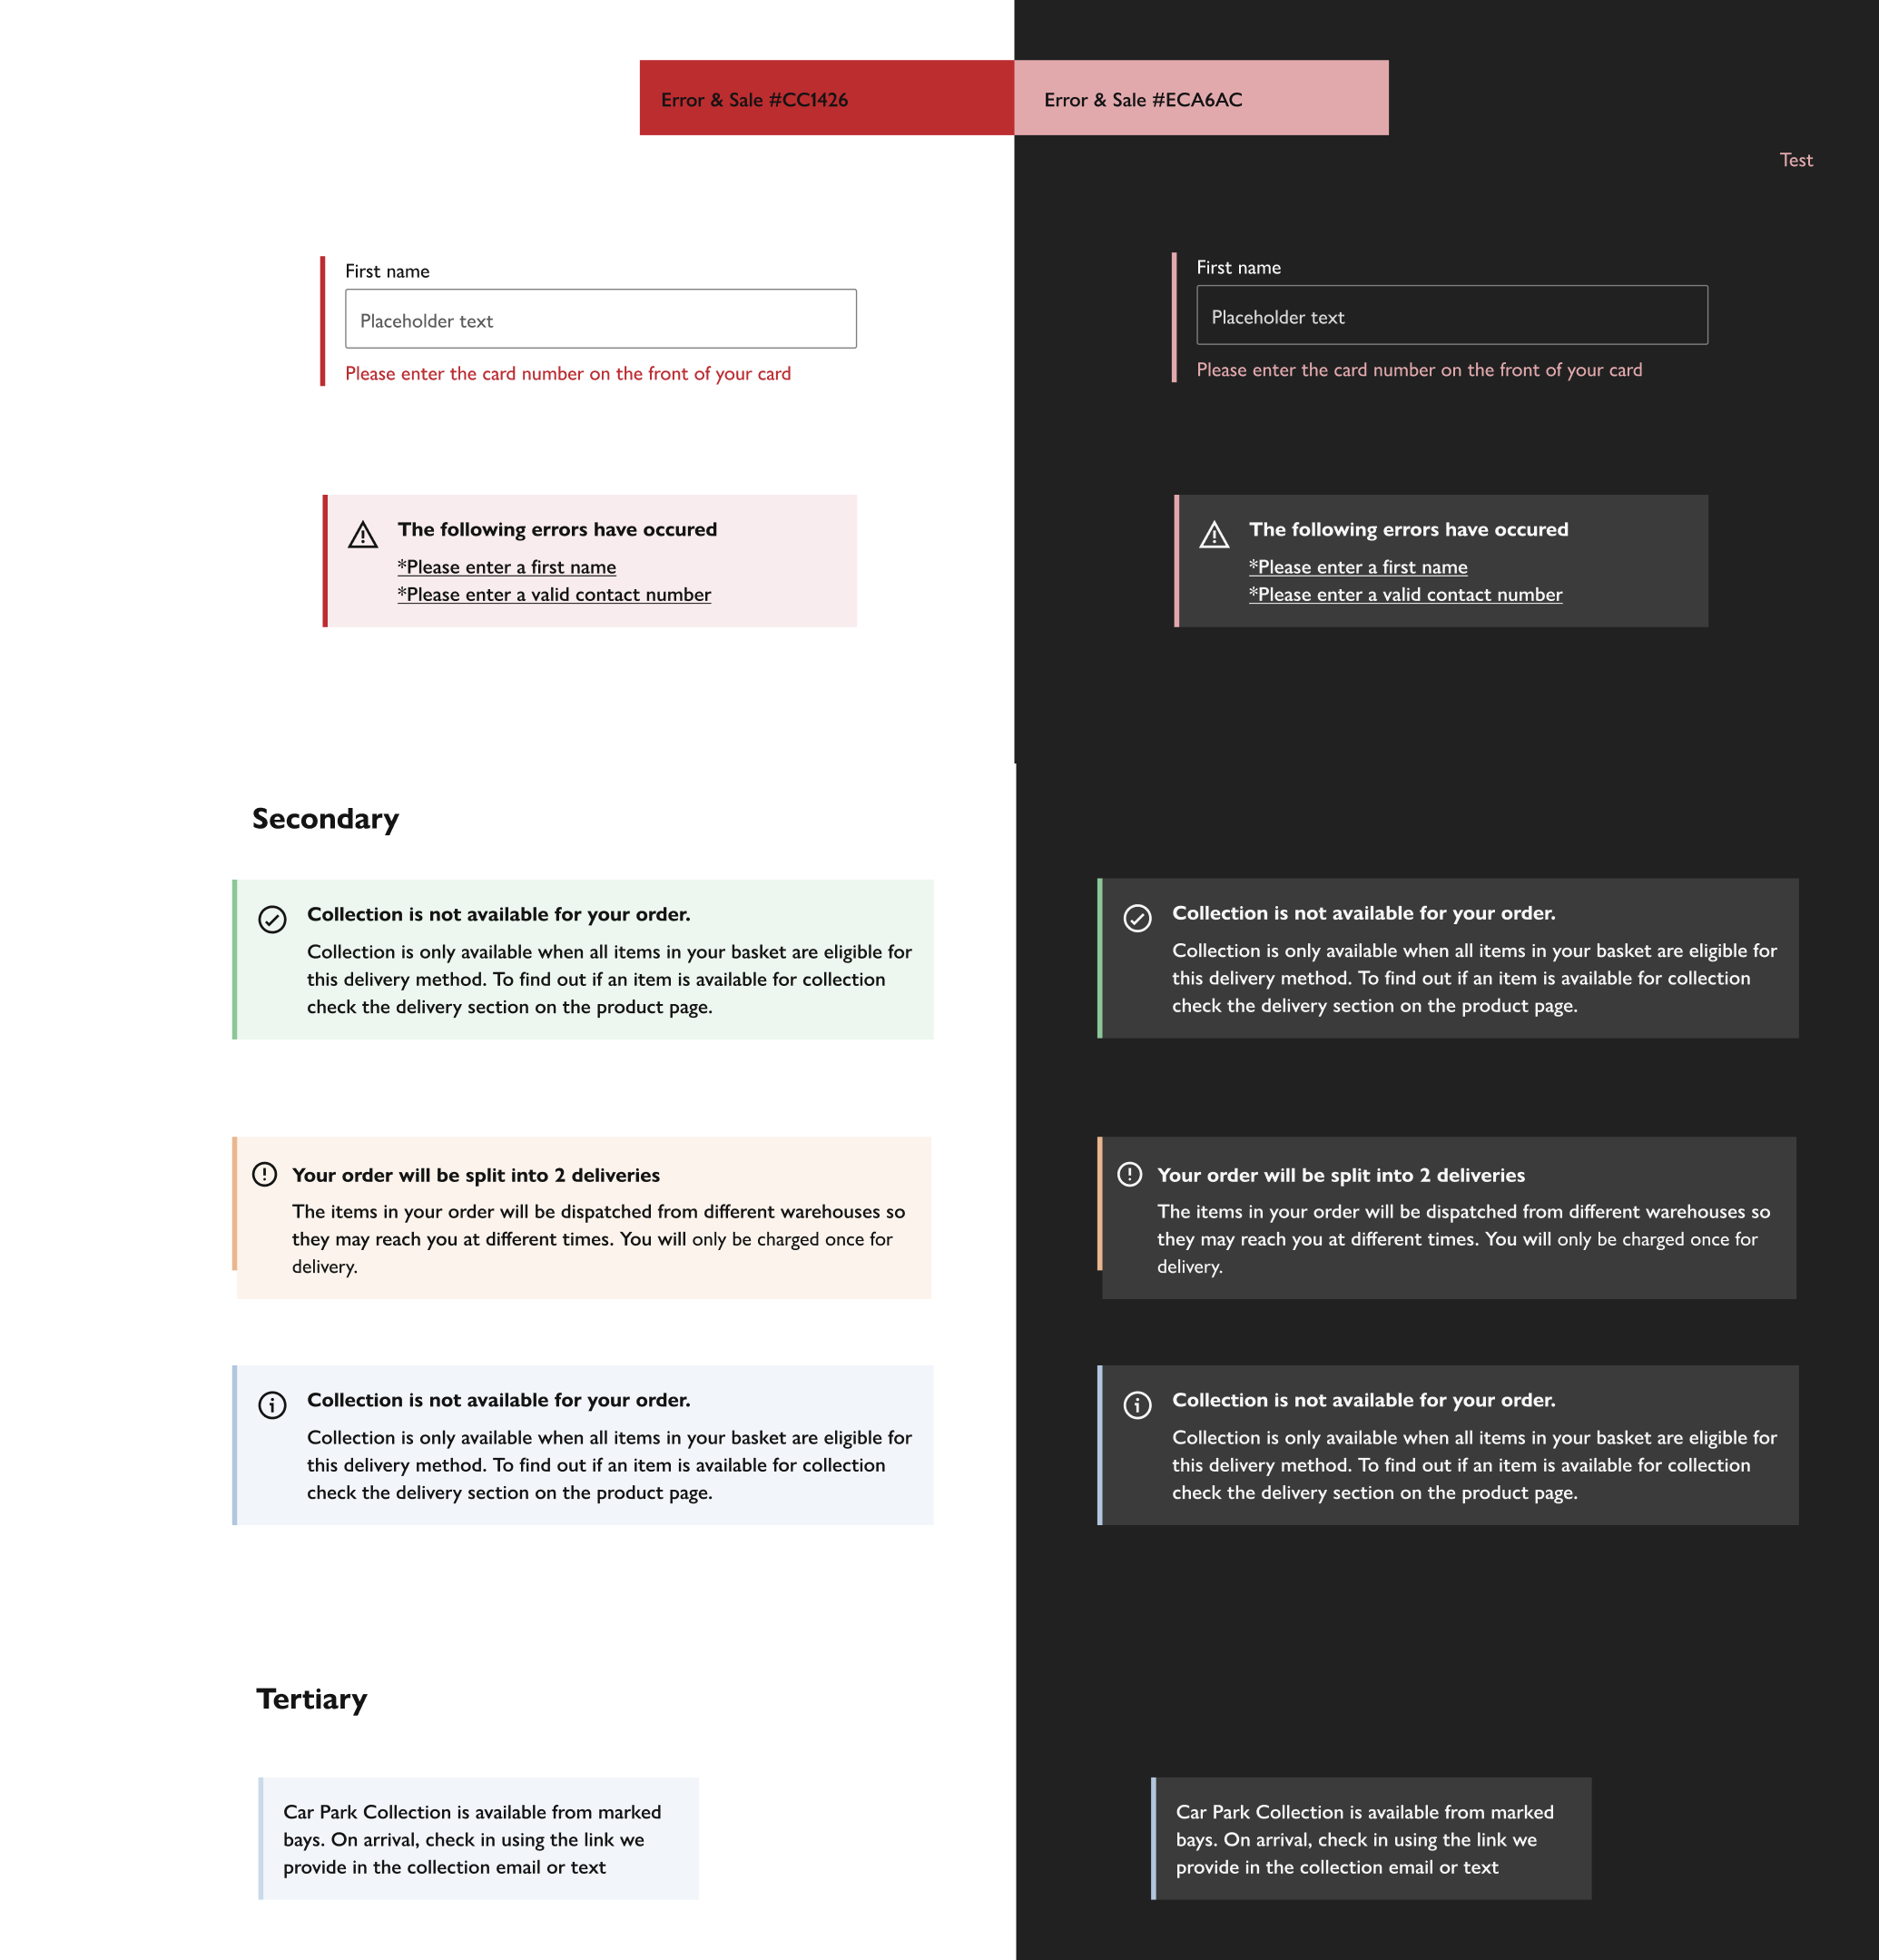 Error & Sale #CC1426
Error & Sale #ECA6AC
Test
First name
Placeholder text
Please enter the card number on the front of your card
First name
Placeholder text
Please enter the card number on the front of your card
The following errors have occured
*Please enter a first name
*Please enter a valid contact number
The following errors have occured
*Please enter a first name
*Please enter a valid contact number
Secondary
Collection is not available for your order.
Collection is only available when all items in your basket are eligible for
this delivery method. To find out if an item is available for collection
check the delivery section on the product page.
Collection is not available for your order.
Collection is only available when all items in your basket are eligible for
this delivery method. To find out if an item is available for collection
check the delivery section on the product page.
Your order will be split into 2 deliveries
The items in your order will be dispatched from different warehouses so
they may reach you at different times. You will only be charged once for
delivery.
Your order will be split into 2 deliveries
The items in your order will be dispatched from different warehouses so
they may reach you at different times. You will only be charged once for
delivery.
Collection is not available for your order.
Collection is only available when all items in your basket are eligible for
this delivery method. To find out if an item is available for collection
check the delivery section on the product page.
Collection is not available for your order.
Collection is only available when all items in your basket are eligible for
this delivery method. To find out if an item is available for collection
check the delivery section on the product page.
Tertiary
Car Park Collection is available from marked
bays. On arrival, check in using the link we
provide in the collection email or text
Car Park Collection is available from marked
bays. On arrival, check in using the link we
provide in the collection email or text